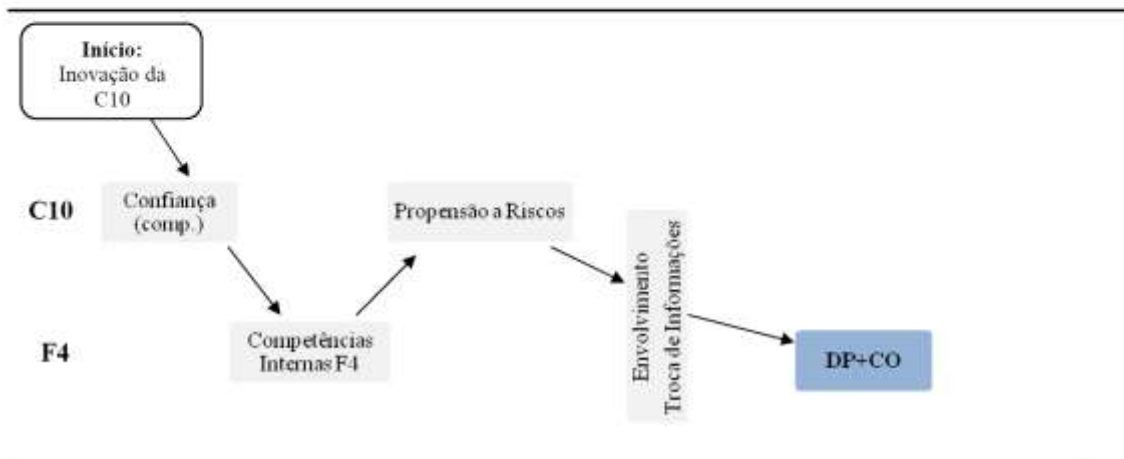 Início:
Inovação da
C10
C10
Confiança
(comp.)
Propensão a Riscos
Envolvimento
Troca de Informações
F4
Competências
Internas F4
DP+CO